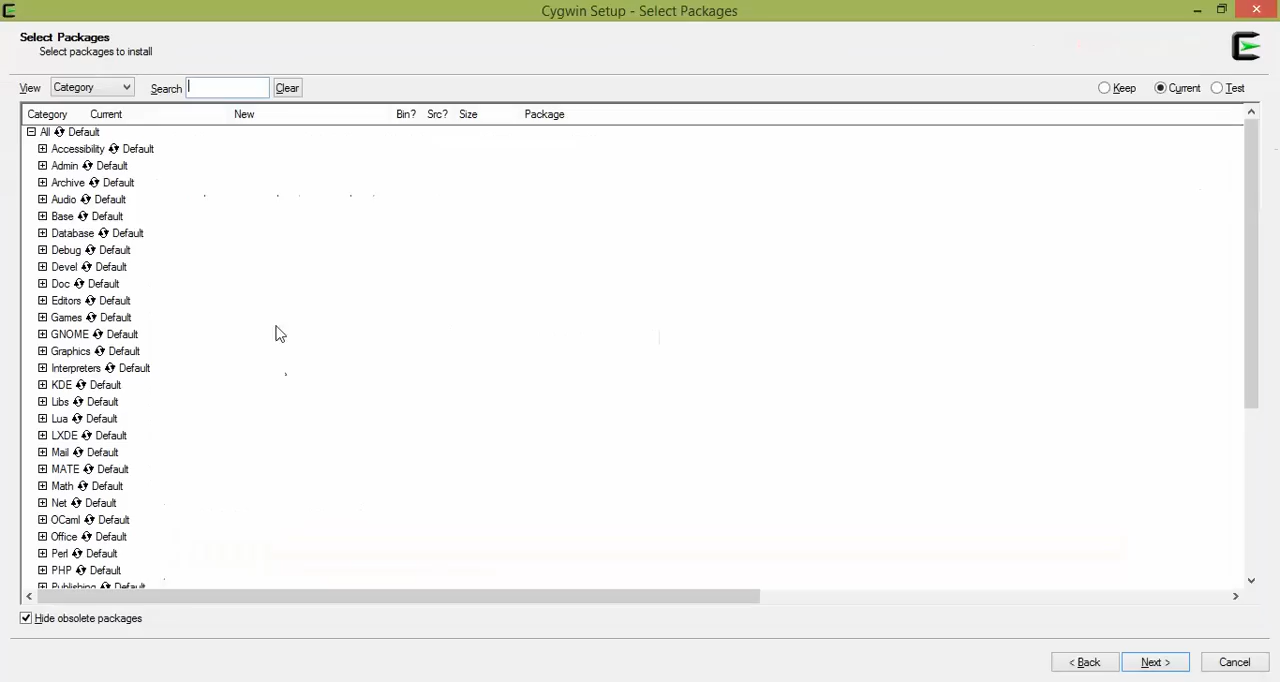 Cygwin Setup - Select Packages
Select Packages
Select packages to install
View Category Search Clear Keep Current Test
Category Current New Bin? Src? Size Package
All Default
Accessibility Default
Admin Default
Archive Default
Audio Default
Base Default
Database Default
Debug Default
Devel Default
Doc Default
Editors Default
Games Default
GNOME Default
Graphics Default
Interpreters Default
KDE Default
Libs Default
Lua Default
LXDE Default
Mail Default
MATE Default
Math Default
Net Default
OCaml Default
Office Default
Perl Default
PHP Default
Publishing Default
Hide obsolete packages
< Back Next > Cancel